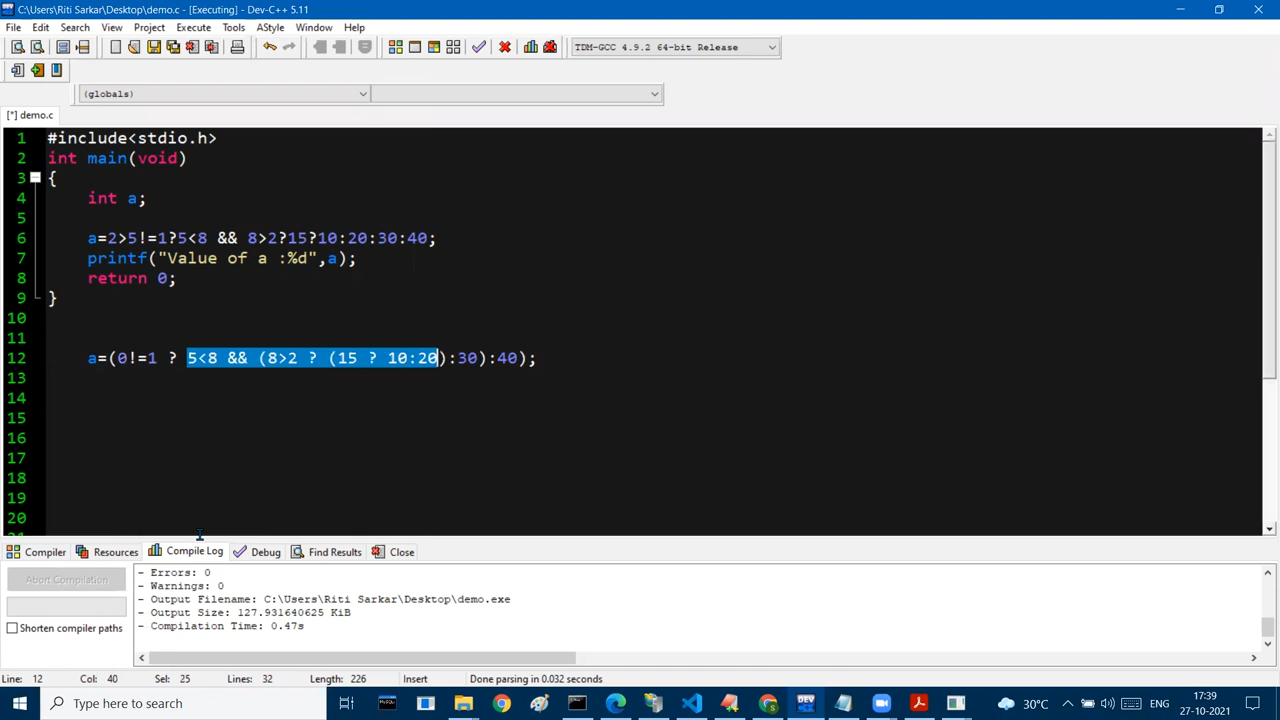 C:\Users\Riti Sarkar\Desktop\demo.c - [Executing] - Dev-C++ 5.11
File Edit Search View Project Execute Tools AStyle Window Help
TDM-GCC 4.9.2 64-bit Release
(globals)
[*] demo.c
1 #include<stdio.h>
2 int main(void)
3 {
4 int a;
5
6 a=2>5!=1?5<8 && 8>2?15?10:20:30:40;
7 printf("Value of a :%d",a);
8 return 0;
9 }
10
11
12 a=(0!=1 ? 5<8 && (8>2 ? (15 ? 10:20):30):40);
13
14
15
16
17
18
19
20
21
Compiler Resources Compile Log Debug Find Results Close
Abort Compilation
Shorten compiler paths
- Errors: 0
- Warnings: 0
- Output Filename: C:\Users\Riti Sarkar\Desktop\demo.exe
- Output Size: 127.931640625 KiB
- Compilation Time: 0.47s
Line: 12 Col: 40 Sel: 25 Lines: 32 Length: 226 Insert Done parsing in 0.032 seconds
Type here to search
DEV
30°C ENG
17:39
27-10-2021